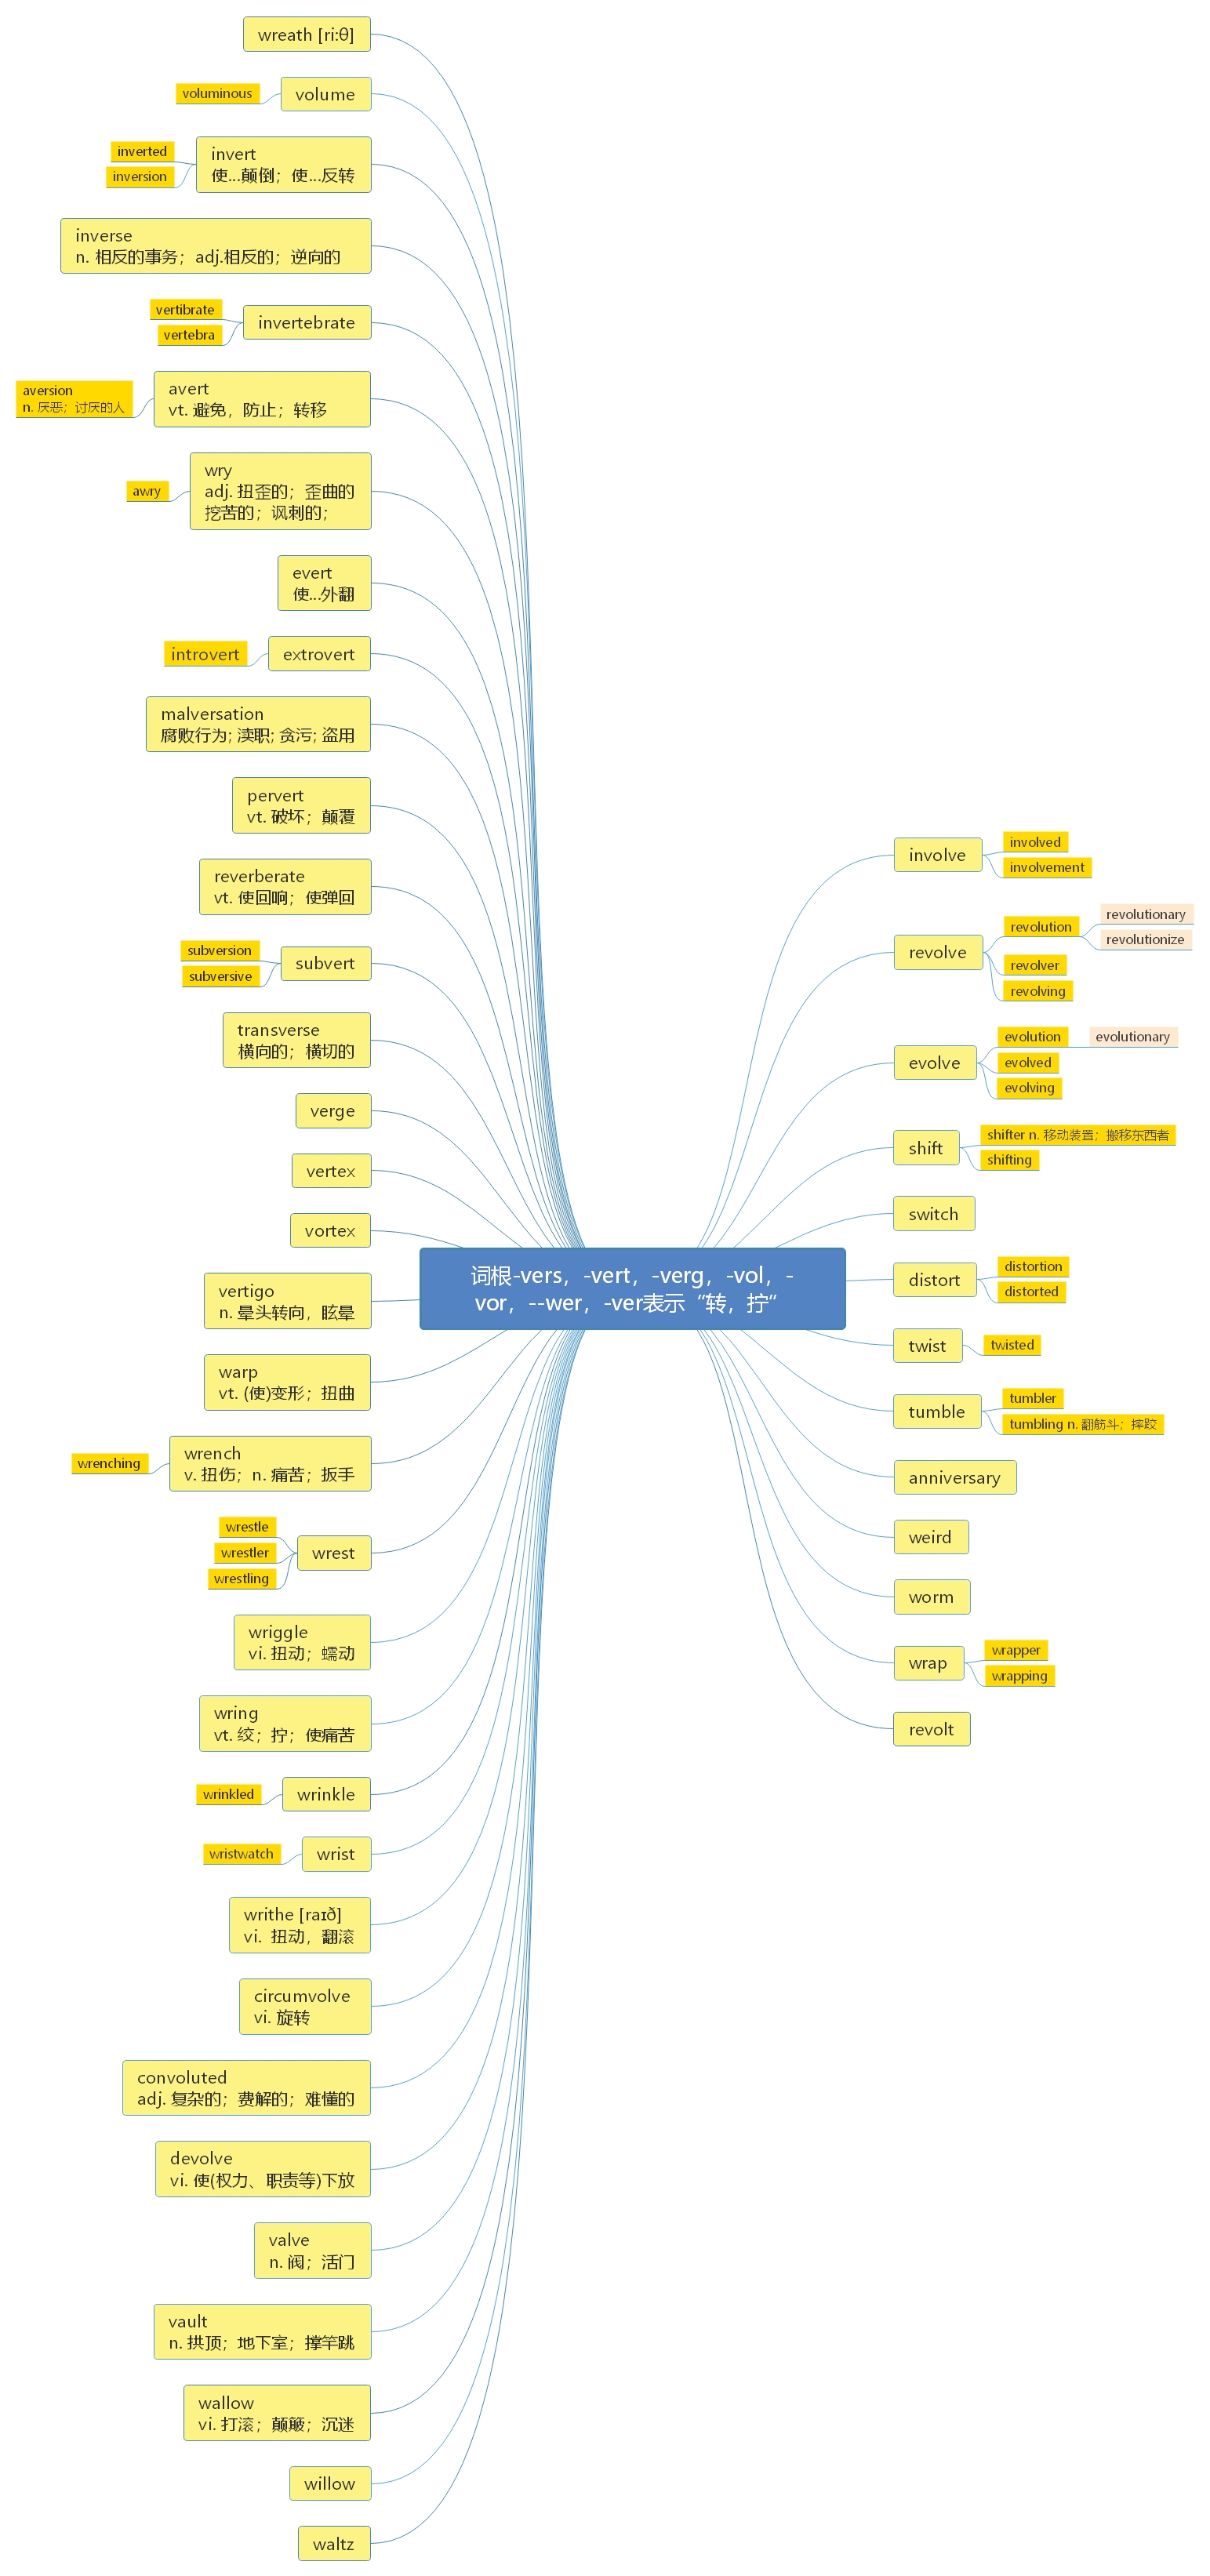 词根-vers，-vert，-verg，-vol，-
vor，--wer，-ver表示“转，拧”
involve
involved
involvement
revolve
revolution
revolutionary
revolutionize
revolver
revolving
evolve
evolution
evolutionary
evolved
evolving
shift
shifter n. 移动装置；搬移东西者
shifting
switch
distort
distortion
distorted
twist
twisted
tumble
tumbler
tumbling n. 翻筋斗；摔跤
anniversary
weird
worm
wrap
wrapper
wrapping
revolt
wreath [ri:θ]
volume
voluminous
invert
使...颠倒；使...反转
inverted
inversion
inverse
n. 相反的事务；adj.相反的；逆向的
invertebrate
vertibrate
vertebra
avert
vt. 避免，防止；转移
aversion
n. 厌恶；讨厌的人
wry
adj. 扭歪的；歪曲的
挖苦的；讽刺的；
awry
evert
使...外翻
extrovert
introvert
malversation
腐败行为; 渎职; 贪污; 盗用
pervert
vt. 破坏；颠覆
reverberate
vt. 使回响；使弹回
subvert
subversion
subversive
transverse
横向的；横切的
verge
vertex
vortex
vertigo
n. 晕头转向，眩晕
warp
vt. (使)变形；扭曲
wrench
v. 扭伤；n. 痛苦；扳手
wrenching
wrest
wrestle
wrestler
wrestling
wriggle
vi. 扭动；蠕动
wring
vt. 绞；拧；使痛苦
wrinkle
wrinkled
wrist
wristwatch
writhe [raɪð]
vi. 扭动，翻滚
circumvolve
vi. 旋转
convoluted
adj. 复杂的；费解的；难懂的
devolve
vi. 使(权力、职责等)下放
valve
n. 阀；活门
vault
n. 拱顶；地下室；撑竿跳
wallow
vi. 打滚；颠簸；沉迷
willow
waltz